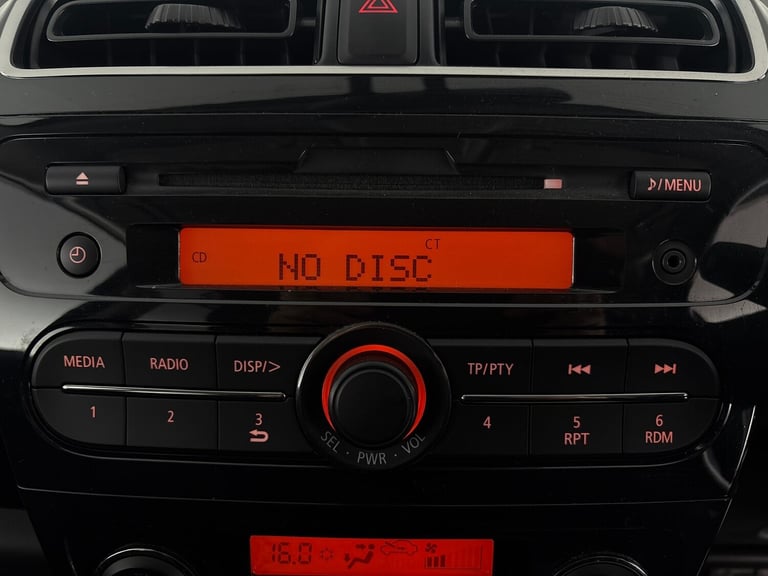 ♪/MENU
CD
CT
NO DISC
MEDIA
RADIO
DISP/>
TP/PTY
1
2
3
4
5
RPT
6
RDM
SEL · PWR · VOL
16.0